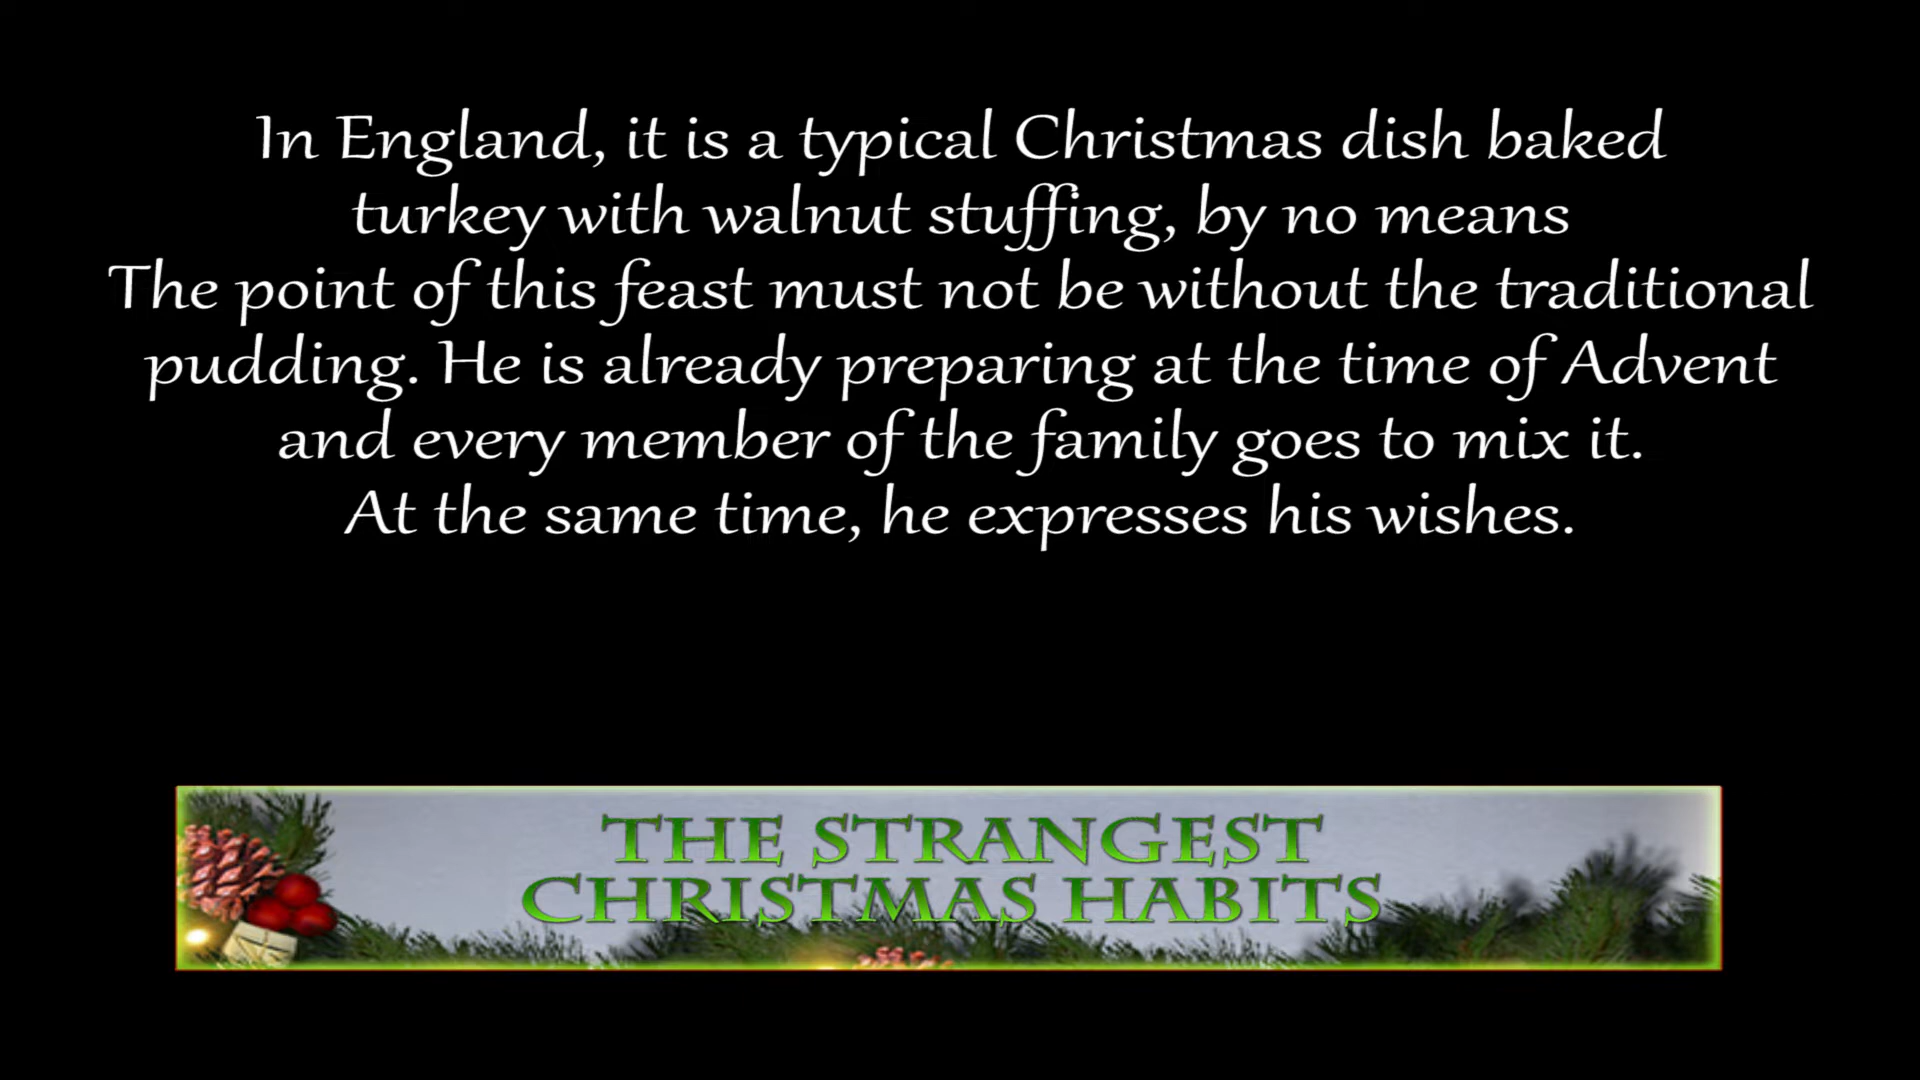 In England, it is a typical Christmas dish baked
turkey with walnut stuffing, by no means
The point of this feast must not be without the traditional
pudding. He is already preparing at the time of Advent
and every member of the family goes to mix it.
At the same time, he expresses his wishes.
THE STRANGEST
CHRISTMAS HABITS